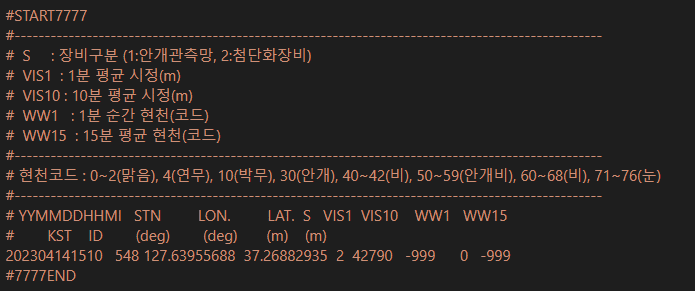 #START7777
#--------------------------------------------------------------------------------------------------
#  S     : 장비구분 (1:안개관측망, 2:첨단화장비)
#  VIS1  : 1분 평균 시정(m)
#  VIS10 : 10분 평균 시정(m)
#  WW1   : 1분 순간 현천(코드)
#  WW15  : 15분 평균 현천(코드)
#--------------------------------------------------------------------------------------------------
# 현천코드 : 0~2(맑음), 4(연무), 10(박무), 30(안개), 40~42(비), 50~59(안개비), 60~68(비), 71~76(눈)
#--------------------------------------------------------------------------------------------------
# YYMMDDHHMI   STN         LON.         LAT.  S   VIS1  VIS10    WW1   WW15
#        KST    ID        (deg)        (deg)       (m)    (m)
202304141510   548 127.63955688  37.26882935  2  42790   -999      0   -999
#7777END